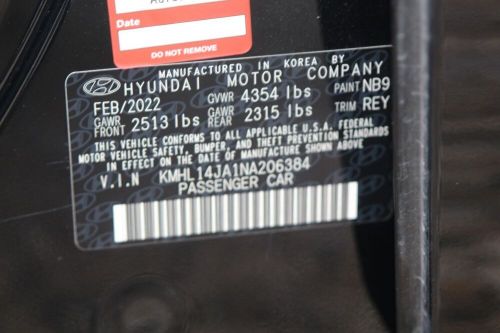 Date
DO NOT REMOVE
MANUFACTURED IN KOREA BY
HYUNDAI MOTOR COMPANY
FEB/2022 GVWR 4354 lbs PAINT NB9
GAWR FRONT 2513 lbs GAWR REAR 2315 lbs TRIM REY
THIS VEHICLE CONFORMS TO ALL APPLICABLE U.S.A FEDERAL
MOTOR VEHICLE SAFETY, BUMPER, AND THEFT PREVENTION STANDARDS
IN EFFECT ON THE DATE OF MANUFACTURE SHOWN ABOVE.
V.I.N KMHL14JA1NA206384
PASSENGER CAR